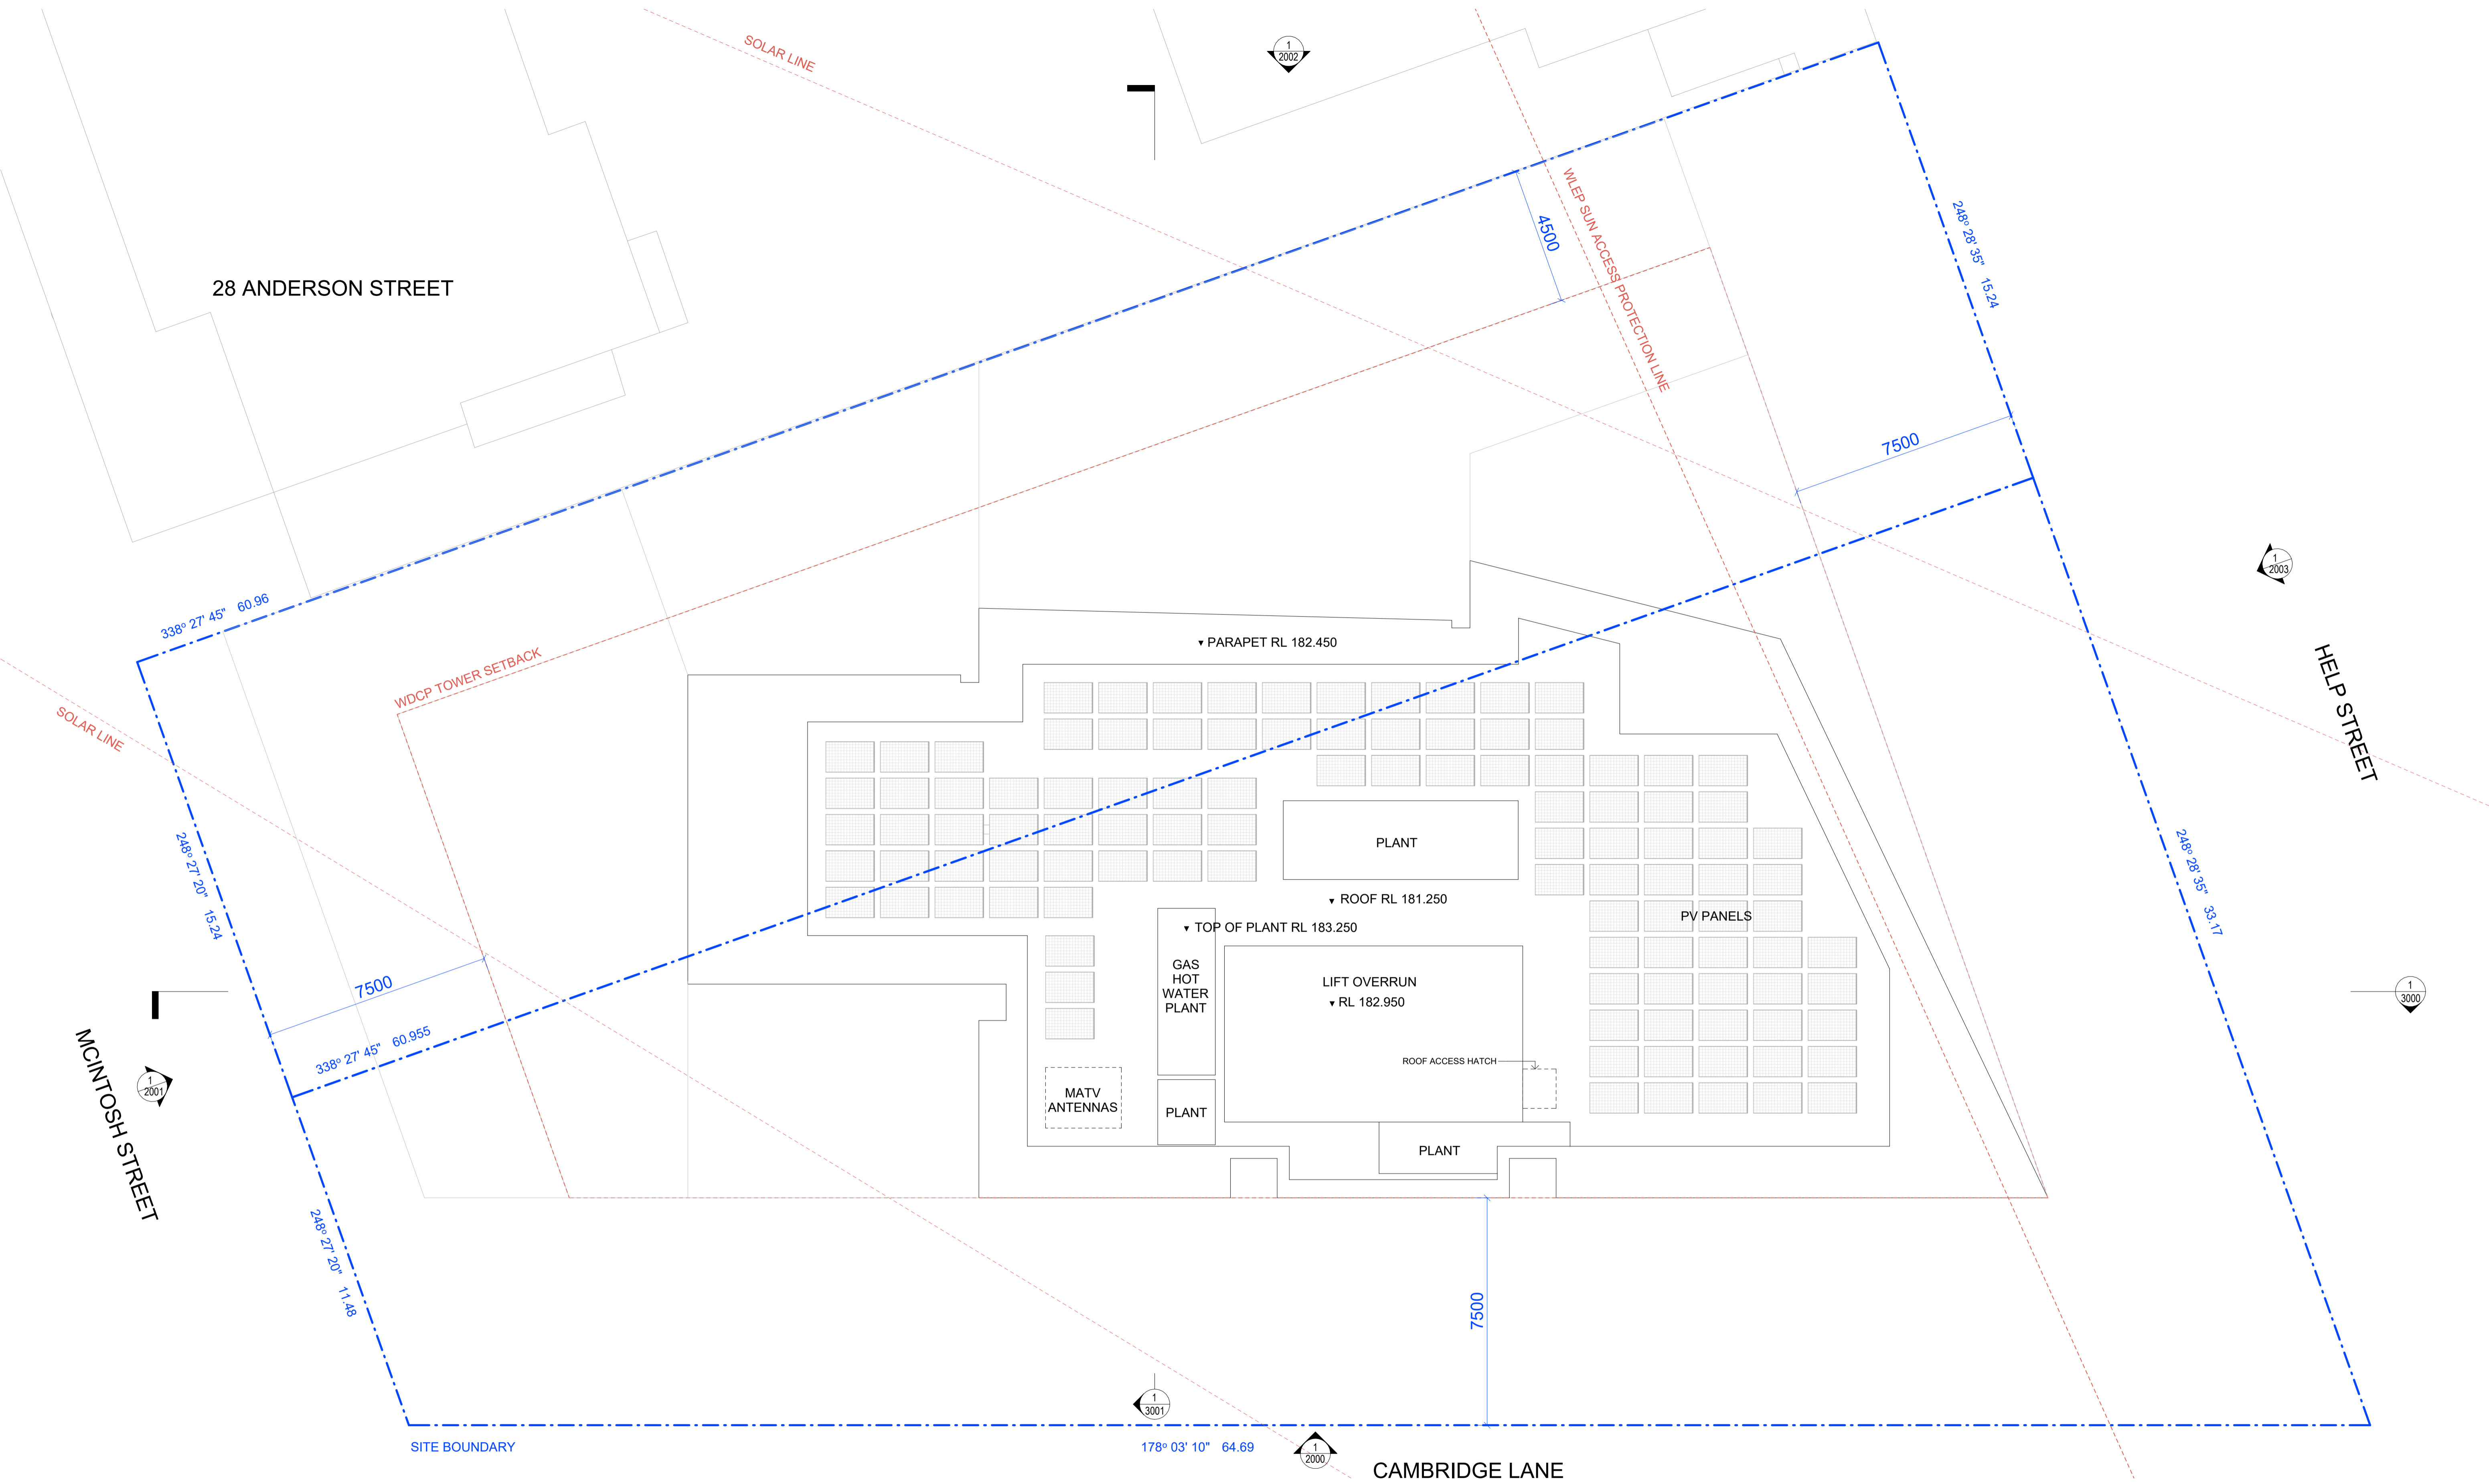 SOLAR LINE
1
2002
WLEP SUN ACCESS PROTECTION LINE
4500
248° 28' 35"   15.24
28 ANDERSON STREET
7500
1
2003
338° 27' 45"   60.96
WDCP TOWER SETBACK
SOLAR LINE
PARAPET RL 182.450
HELP STREET
PLANT
248° 27' 20"   15.24
248° 28' 35"   33.17
ROOF RL 181.250
PV PANELS
TOP OF PLANT RL 183.250
GAS
HOT
WATER
PLANT
LIFT OVERRUN
RL 182.950
7500
1
3000
338° 27' 45"   60.955
ROOF ACCESS HATCH
1
2001
MCINTOSH STREET
MATV
ANTENNAS
PLANT
PLANT
248° 27' 20"   11.48
7500
1
3001
SITE BOUNDARY
178° 03' 10"   64.69
1
2000
CAMBRIDGE LANE